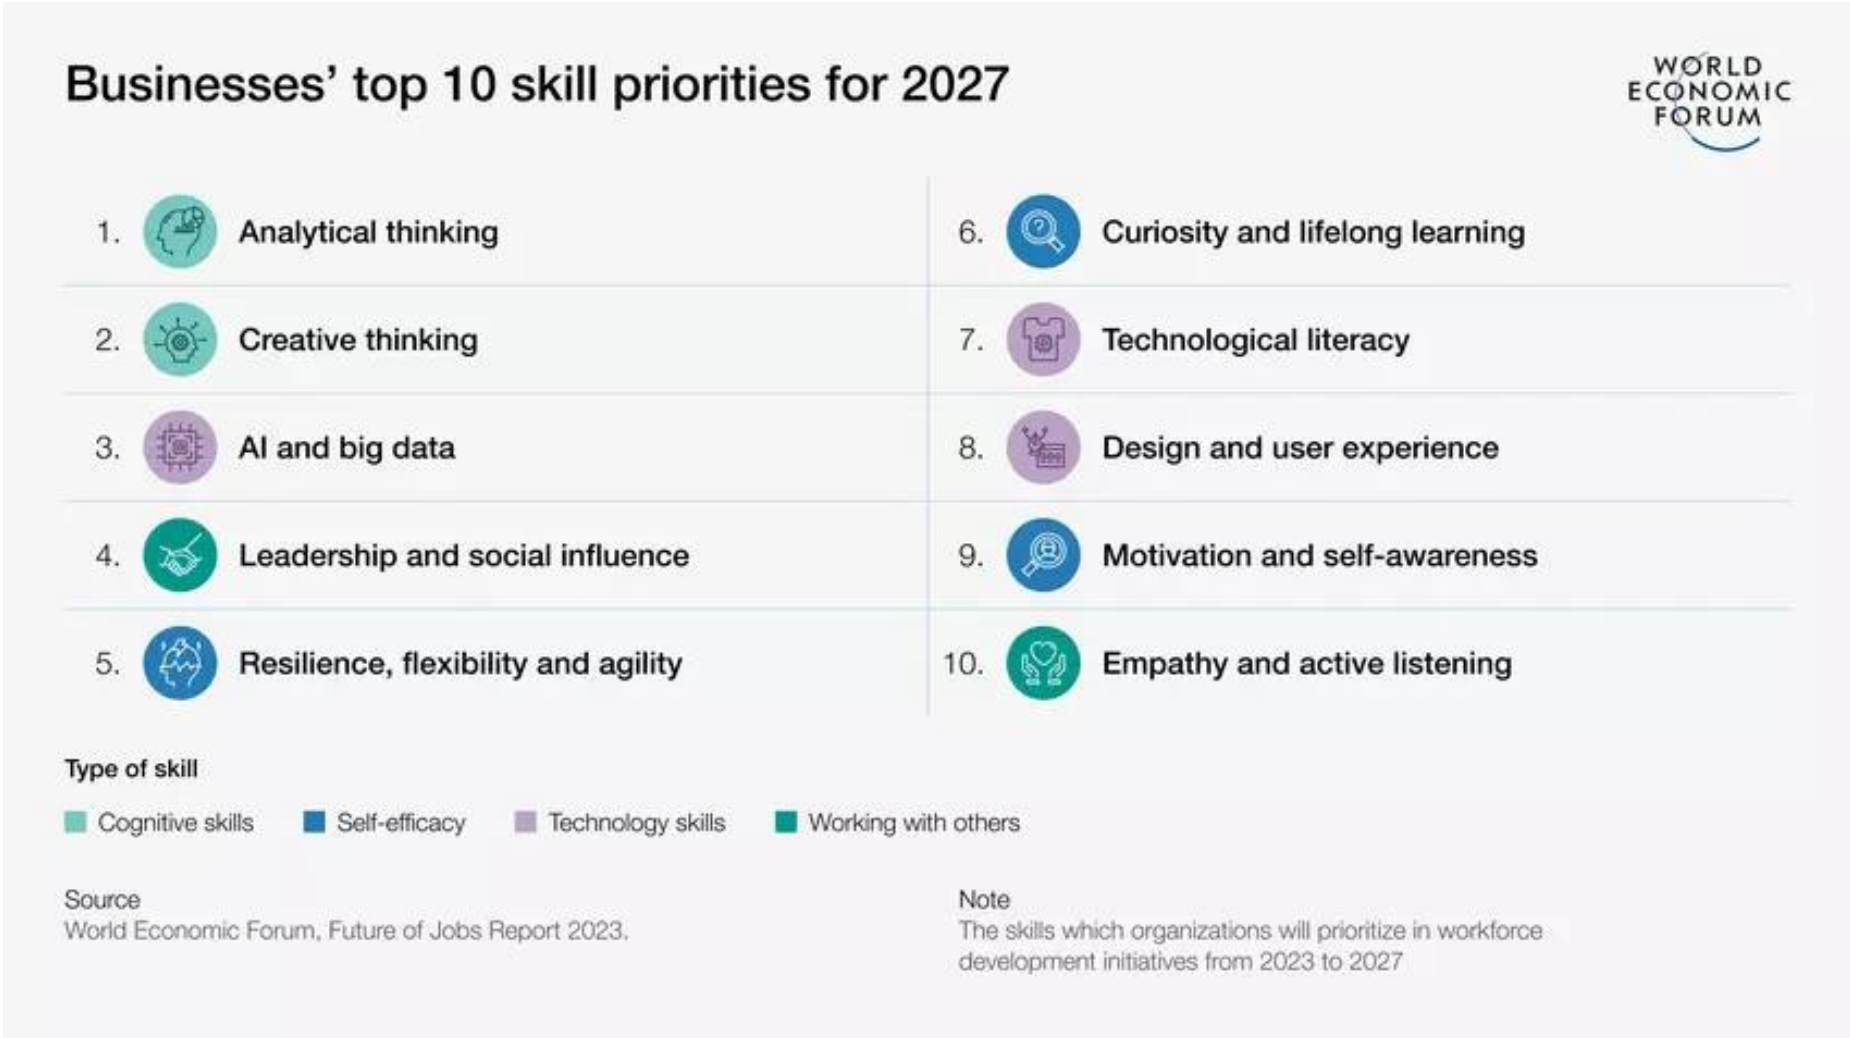 Businesses’ top 10 skill priorities for 2027
WORLD
ECONOMIC
FORUM
1. Analytical thinking
2. Creative thinking
3. AI and big data
4. Leadership and social influence
5. Resilience, flexibility and agility
6. Curiosity and lifelong learning
7. Technological literacy
8. Design and user experience
9. Motivation and self-awareness
10. Empathy and active listening
Type of skill
Cognitive skills Self-efficacy Technology skills Working with others
Source
World Economic Forum, Future of Jobs Report 2023.
Note
The skills which organizations will prioritize in workforce
development initiatives from 2023 to 2027